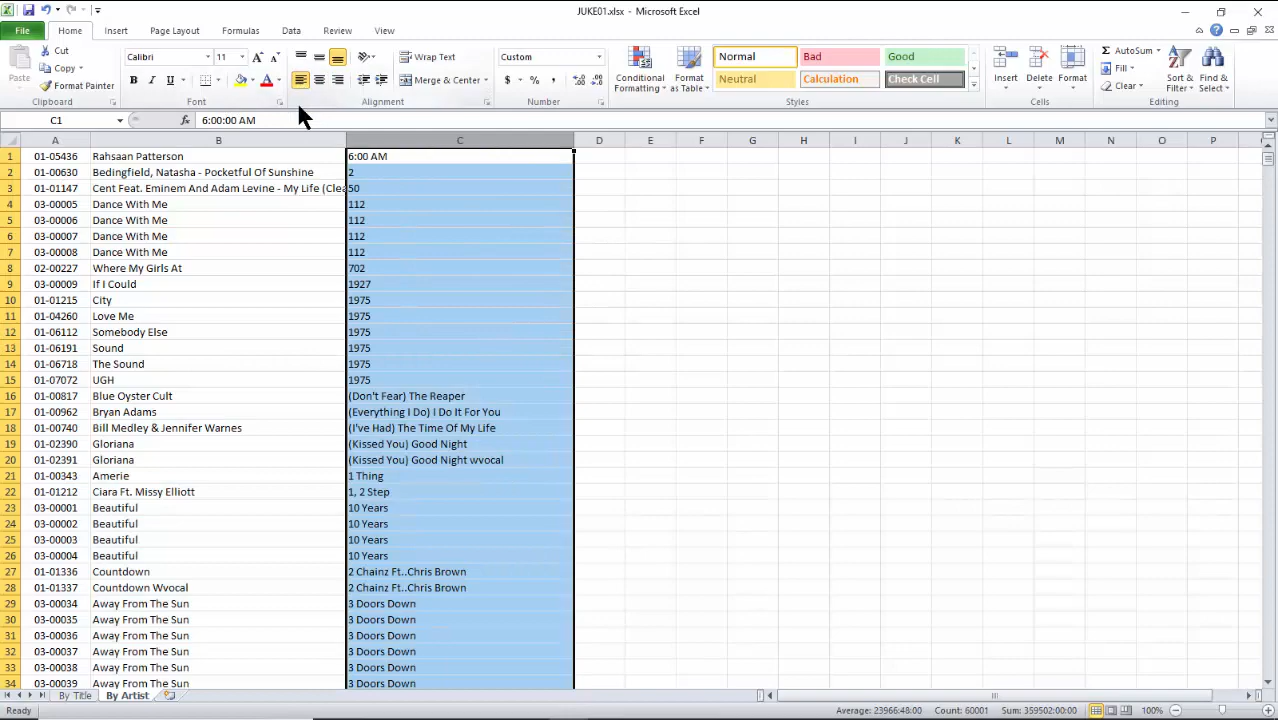 JUKE01.xlsx - Microsoft Excel
File Home Insert Page Layout Formulas Data Review View
Paste Cut Calibri 11 Wrap Text Custom Conditional Formatting Format as Table Normal Bad Good Insert Delete Format AutoSum Sort & Filter Find & Select
Copy Fill
Format Painter B I U Merge & Center $ % , Neutral Calculation Check Cell Clear
Clipboard Font Alignment Number Styles Cells Editing
C1 fx 6:00:00 AM
A B C D E F G H I J K L M N O P
1 01-05436 Rahsaan Patterson 6:00 AM
2 01-00630 Bedingfield, Natasha - Pocketful Of Sunshine 2
3 01-01147 Cent Feat. Eminem And Adam Levine - My Life (Clea 50
4 03-00005 Dance With Me 112
5 03-00006 Dance With Me 112
6 03-00007 Dance With Me 112
7 03-00008 Dance With Me 112
8 02-00227 Where My Girls At 702
9 03-00009 If I Could 1927
10 01-01215 City 1975
11 01-04260 Love Me 1975
12 01-06112 Somebody Else 1975
13 01-06191 Sound 1975
14 01-06718 The Sound 1975
15 01-07072 UGH 1975
16 01-00817 Blue Oyster Cult (Don't Fear) The Reaper
17 01-00962 Bryan Adams (Everything I Do) I Do It For You
18 01-00740 Bill Medley & Jennifer Warnes (I've Had) The Time Of My Life
19 01-02390 Gloriana (Kissed You) Good Night
20 01-02391 Gloriana (Kissed You) Good Night wvocal
21 01-00343 Amerie 1 Thing
22 01-01212 Ciara Ft. Missy Elliott 1, 2 Step
23 03-00001 Beautiful 10 Years
24 03-00002 Beautiful 10 Years
25 03-00003 Beautiful 10 Years
26 03-00004 Beautiful 10 Years
27 01-01336 Countdown 2 Chainz Ft..Chris Brown
28 01-01337 Countdown Wvocal 2 Chainz Ft..Chris Brown
29 03-00034 Away From The Sun 3 Doors Down
30 03-00035 Away From The Sun 3 Doors Down
31 03-00036 Away From The Sun 3 Doors Down
32 03-00037 Away From The Sun 3 Doors Down
33 03-00038 Away From The Sun 3 Doors Down
34 03-00039 Away From The Sun 3 Doors Down
By Title By Artist
Ready Average: 23966:48:00 Count: 60001 Sum: 359502:00:00 100%